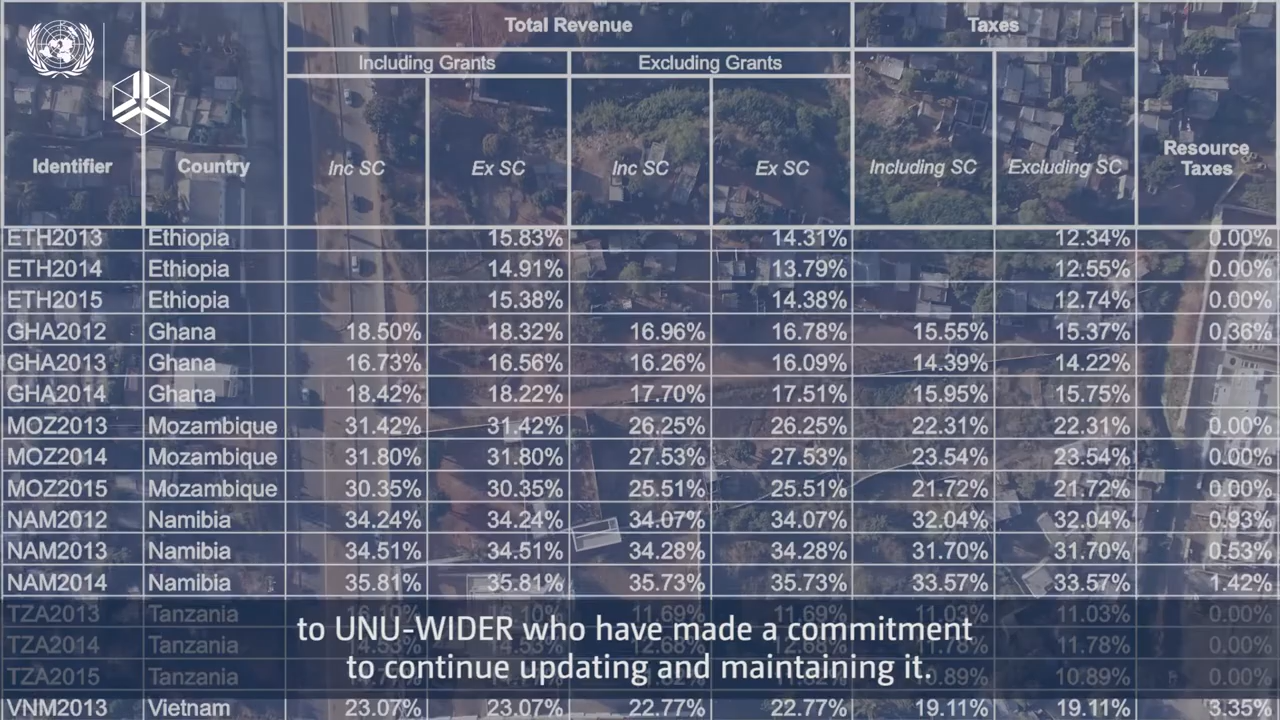 Total Revenue Taxes
Including Grants Excluding Grants
Identifier Country Inc SC Ex SC Inc SC Ex SC Including SC Excluding SC Resource Taxes
ETH2013 Ethiopia 15.83% 14.31% 12.34% 0.00%
ETH2014 Ethiopia 14.91% 13.79% 12.55% 0.00%
ETH2015 Ethiopia 15.38% 14.38% 12.74% 0.00%
GHA2012 Ghana 18.50% 18.32% 16.96% 16.78% 15.55% 15.37% 0.36%
GHA2013 Ghana 16.73% 16.56% 16.26% 16.09% 14.39% 14.22% 0.00%
GHA2014 Ghana 18.42% 18.22% 17.70% 17.51% 15.95% 15.75% 0.00%
MOZ2013 Mozambique 31.42% 31.42% 26.25% 26.25% 22.31% 22.31% 0.00%
MOZ2014 Mozambique 31.80% 31.80% 27.53% 27.53% 23.54% 23.54% 0.00%
MOZ2015 Mozambique 30.35% 30.35% 25.51% 25.51% 21.72% 21.72% 0.00%
NAM2012 Namibia 34.24% 34.24% 34.07% 34.07% 32.04% 32.04% 0.93%
NAM2013 Namibia 34.51% 34.51% 34.28% 34.28% 31.70% 31.70% 0.53%
NAM2014 Namibia 35.81% 35.81% 35.73% 35.73% 33.57% 33.57% 1.42%
TZA2013 Tanzania 16.10% 16.10% 11.69% 11.69% 11.03% 11.03% 0.00%
to UNU-WIDER who have made a commitment
TZA2014 Tanzania 11.78% 0.00%
to continue updating and maintaining it.
TZA2015 Tanzania 10.89% 0.00%
VNM2013 Vietnam 23.07% 23.07% 22.77% 22.77% 19.11% 19.11% 3.35%